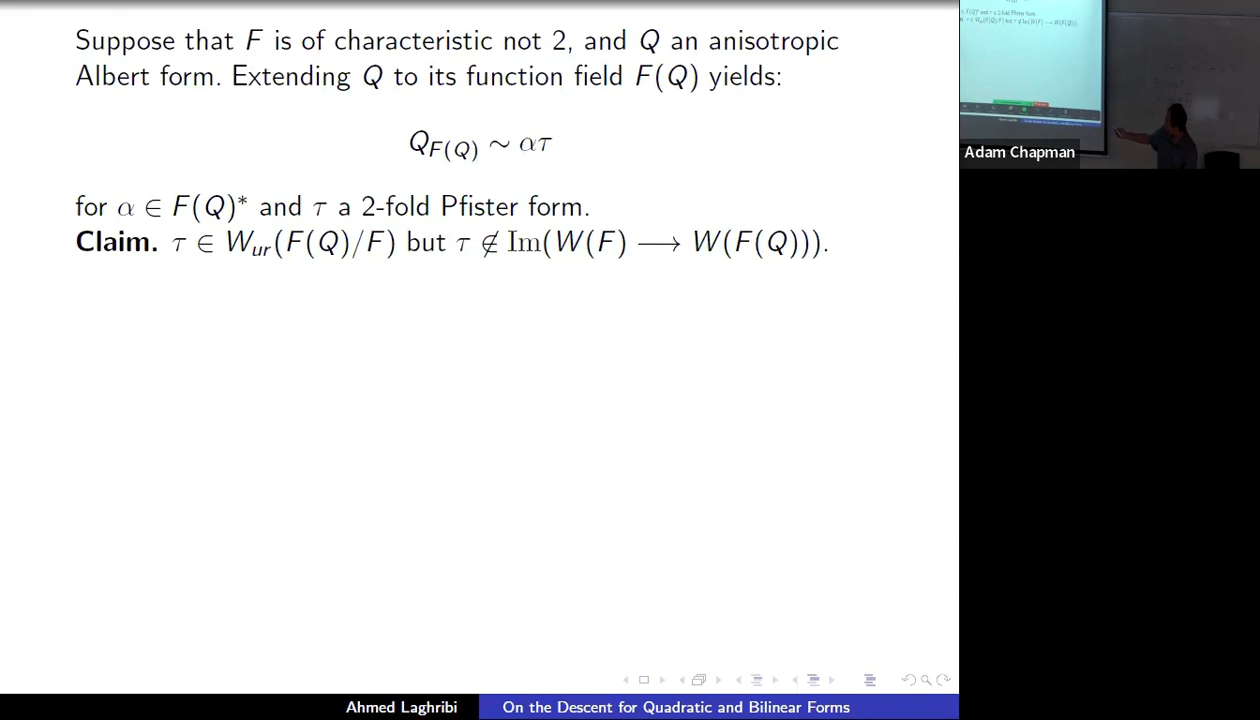 Suppose that F is of characteristic not 2, and Q an anisotropic
Albert form. Extending Q to its function field F(Q) yields:
Q_{F(Q)} ∼ ατ
for α ∈ F(Q)* and τ a 2-fold Pfister form.
Claim. τ ∈ W_{ur}(F(Q)/F) but τ ∉ Im(W(F) ⟶ W(F(Q))).
Adam Chapman
Ahmed Laghribi
On the Descent for Quadratic and Bilinear Forms